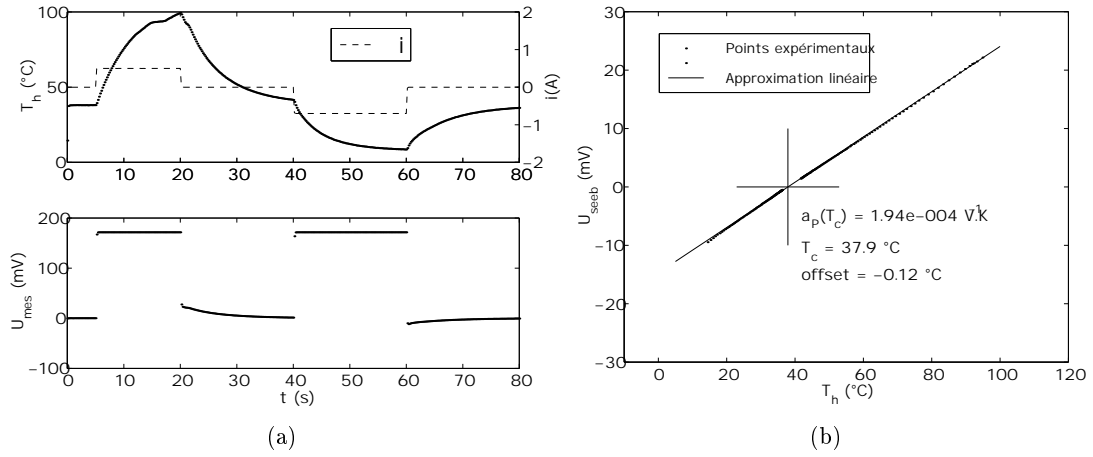 100
50
0
T_h (°C)
2
1
0
−1
−2
i(A)
i
0 10 20 30 40 50 60 70 80
200
100
0
−100
U_mes (mV)
0 10 20 30 40 50 60 70 80
t (s)
(a)
30
20
10
0
−10
−20
−30
U_seeb (mV)
Points expérimentaux
Approximation linéaire
a_P(T_c) = 1.94e−004 V.K⁻¹
T_c = 37.9 °C
offset = −0.12 °C
0 20 40 60 80 100 120
T_h (°C)
(b)